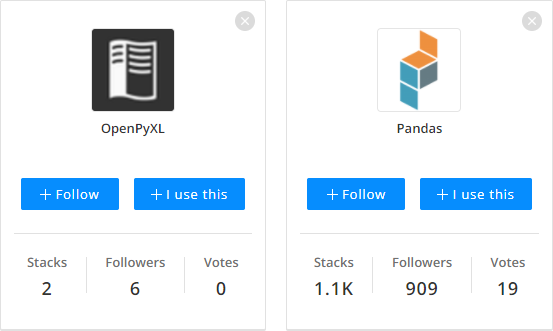 OpenPyXL
+ Follow
+ I use this
Stacks
2
Followers
6
Votes
0
Pandas
+ Follow
+ I use this
Stacks
1.1K
Followers
909
Votes
19